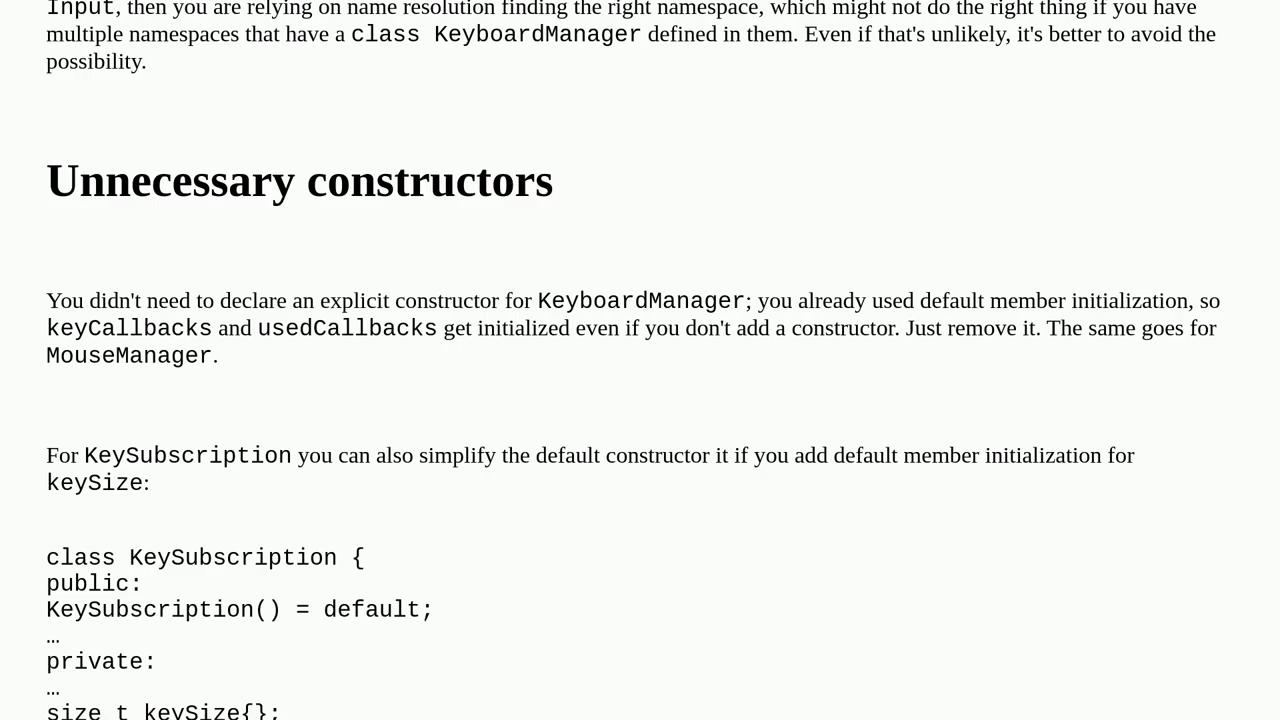 Input, then you are relying on name resolution finding the right namespace, which might not do the right thing if you have
multiple namespaces that have a class KeyboardManager defined in them. Even if that's unlikely, it's better to avoid the
possibility.
Unnecessary constructors
You didn't need to declare an explicit constructor for KeyboardManager; you already used default member initialization, so
keyCallbacks and usedCallbacks get initialized even if you don't add a constructor. Just remove it. The same goes for
MouseManager.
For KeySubscription you can also simplify the default constructor it if you add default member initialization for
keySize:
class KeySubscription {
public:
KeySubscription() = default;
…
private:
…
size_t keySize{};